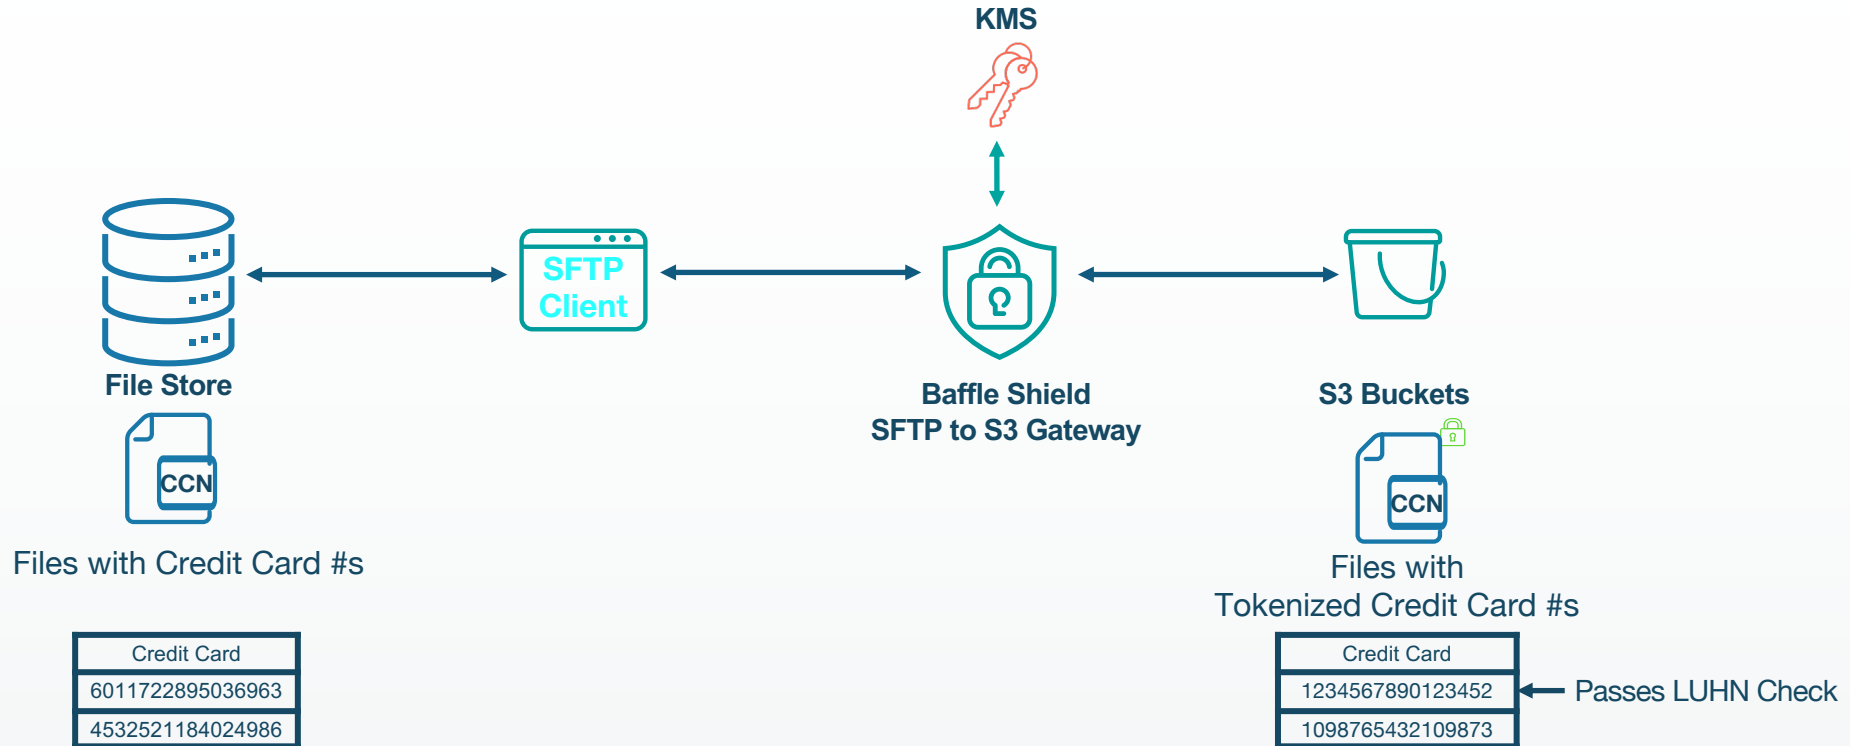 KMS
SFTP
Client
File Store
Baffle Shield
SFTP to S3 Gateway
S3 Buckets
CCN
CCN
Files with Credit Card #s
Files with
Tokenized Credit Card #s
Credit Card
6011722895036963
4532521184024986
Credit Card
1234567890123452
Passes LUHN Check
1098765432109873